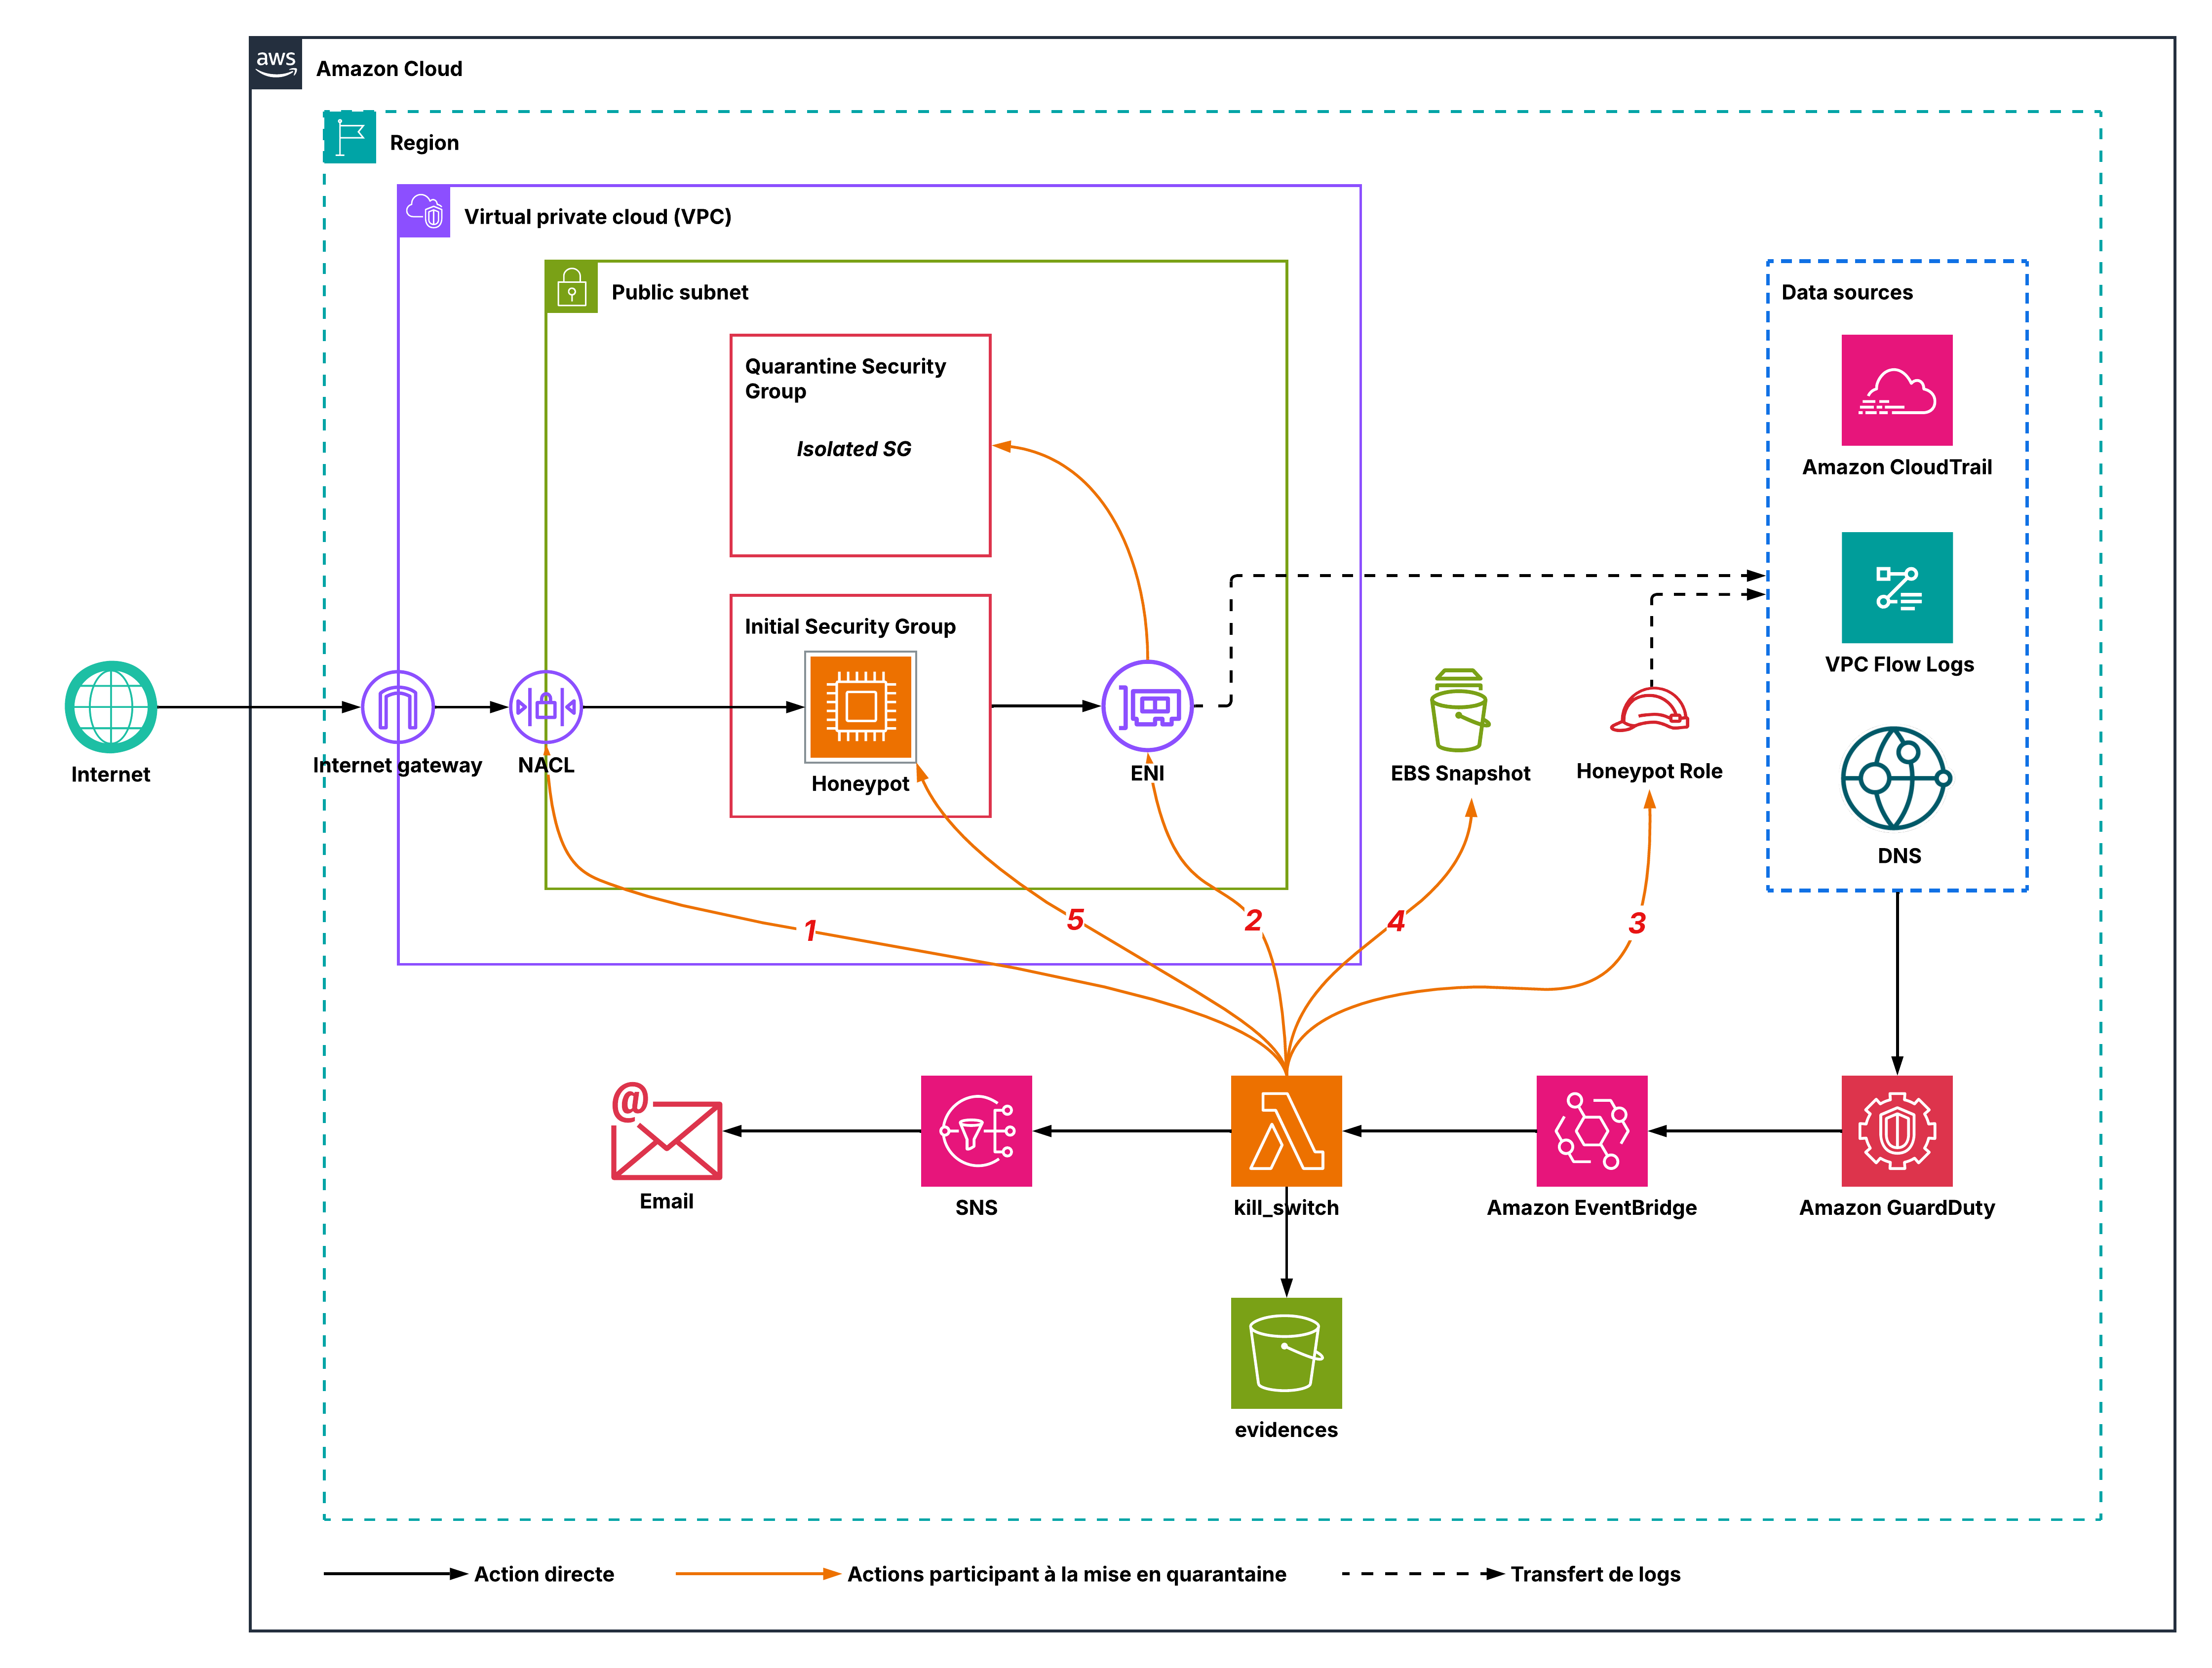 aws
Amazon Cloud
Region
Virtual private cloud (VPC)
Public subnet
Data sources
Quarantine Security
Group
Isolated SG
Amazon CloudTrail
Initial Security Group
VPC Flow Logs
Internet
Internet gateway
NACL
Honeypot
ENI
EBS Snapshot
Honeypot Role
DNS
1
5
2
4
3
@
Email
SNS
kill_switch
Amazon EventBridge
Amazon GuardDuty
evidences
Action directe
Actions participant à la mise en quarantaine
Transfert de logs